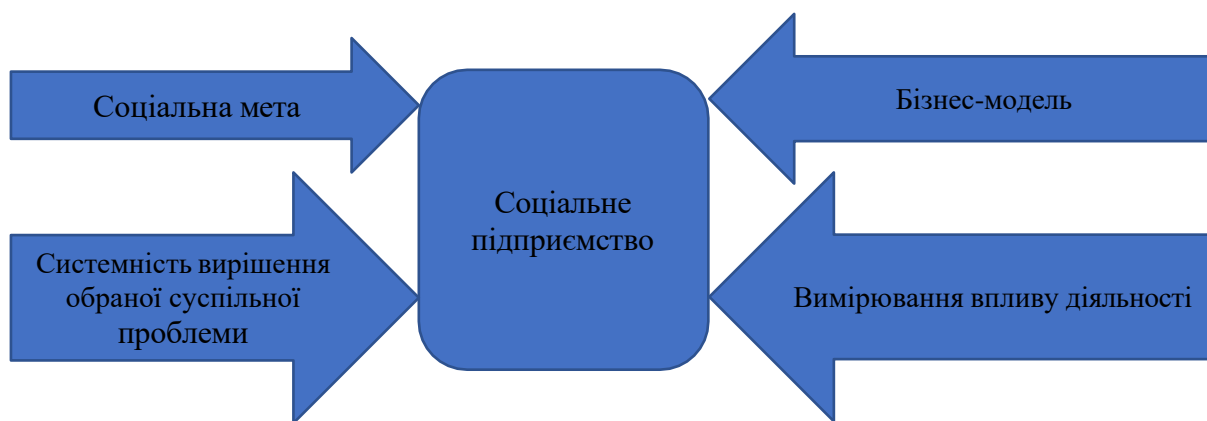 Соціальна мета
Бізнес-модель
Соціальне
підприємство
Системність вирішення
обраної суспільної
проблеми
Вимірювання впливу діяльності